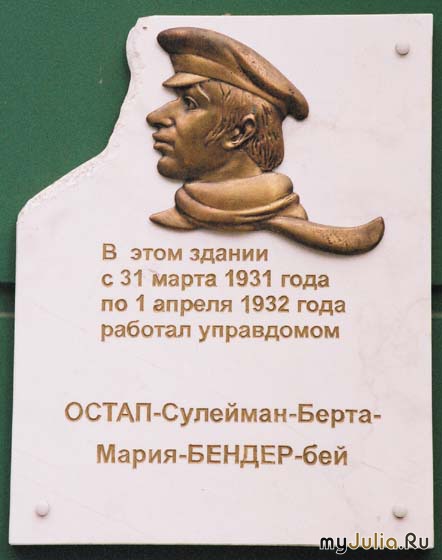 В этом здании
с 31 марта 1931 года
по 1 апреля 1932 года
работал управдомом
ОСТАП-Сулейман-Берта-
Мария-БЕНДЕР-бей
myJulia.Ru